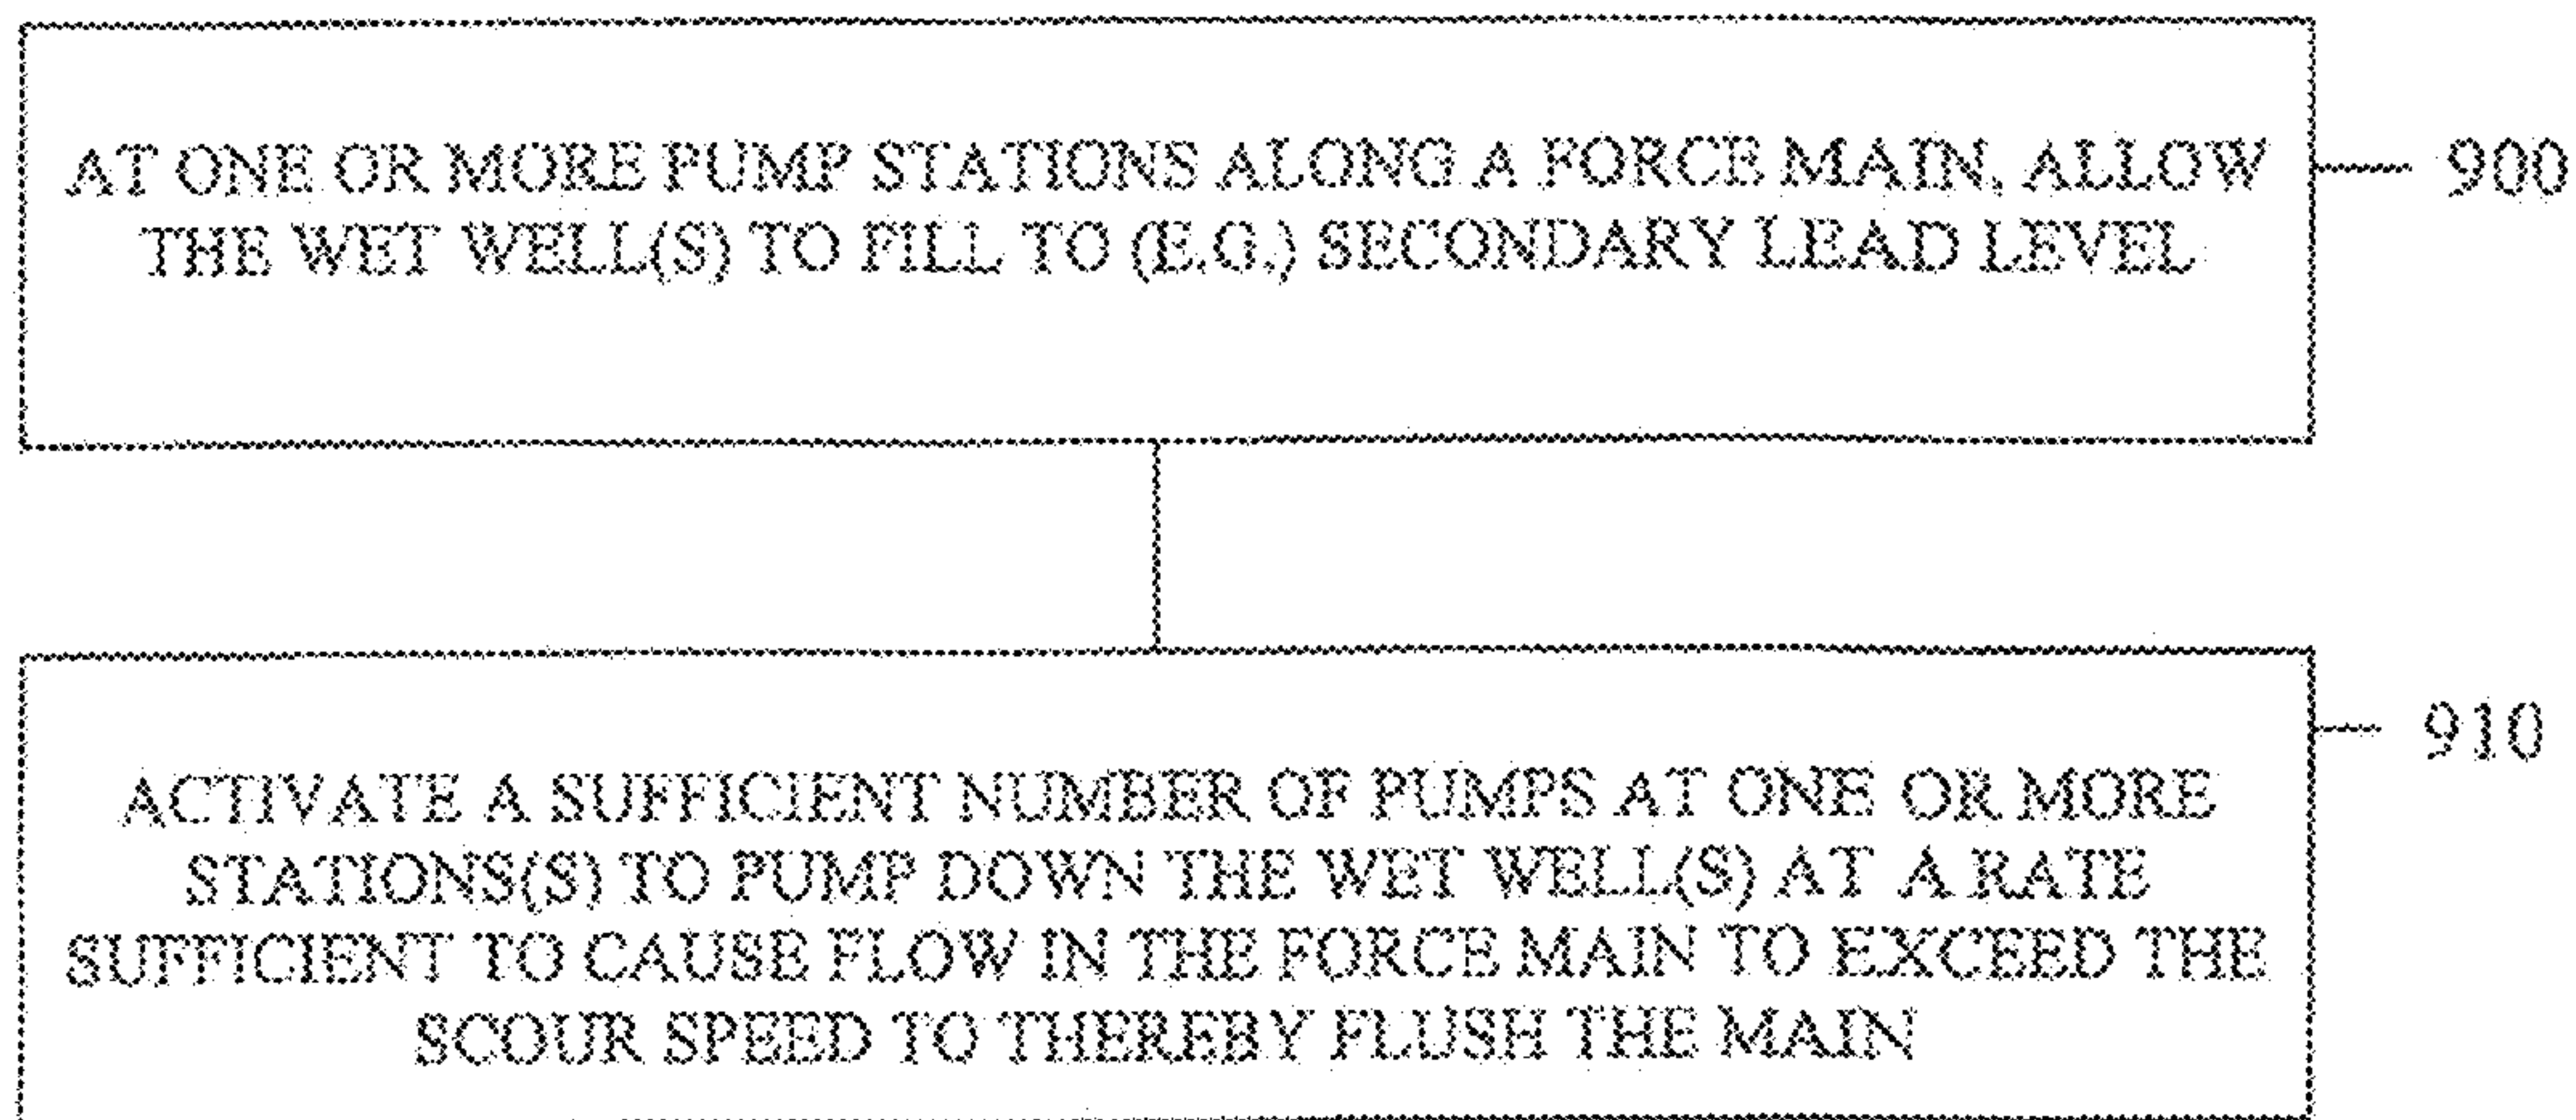 AT ONE OR MORE PUMP STATIONS ALONG A FORCE MAIN, ALLOW
THE WET WELL(S) TO FILL TO (E.G.) SECONDARY LEAD LEVEL
900
910
ACTIVATE A SUFFICIENT NUMBER OF PUMPS AT ONE OR MORE
STATIONS(S) TO PUMP DOWN THE WET WELL(S) AT A RATE
SUFFICIENT TO CAUSE FLOW IN THE FORCE MAIN TO EXCEED THE
SCOUR SPEED TO THEREBY FLUSH THE MAIN